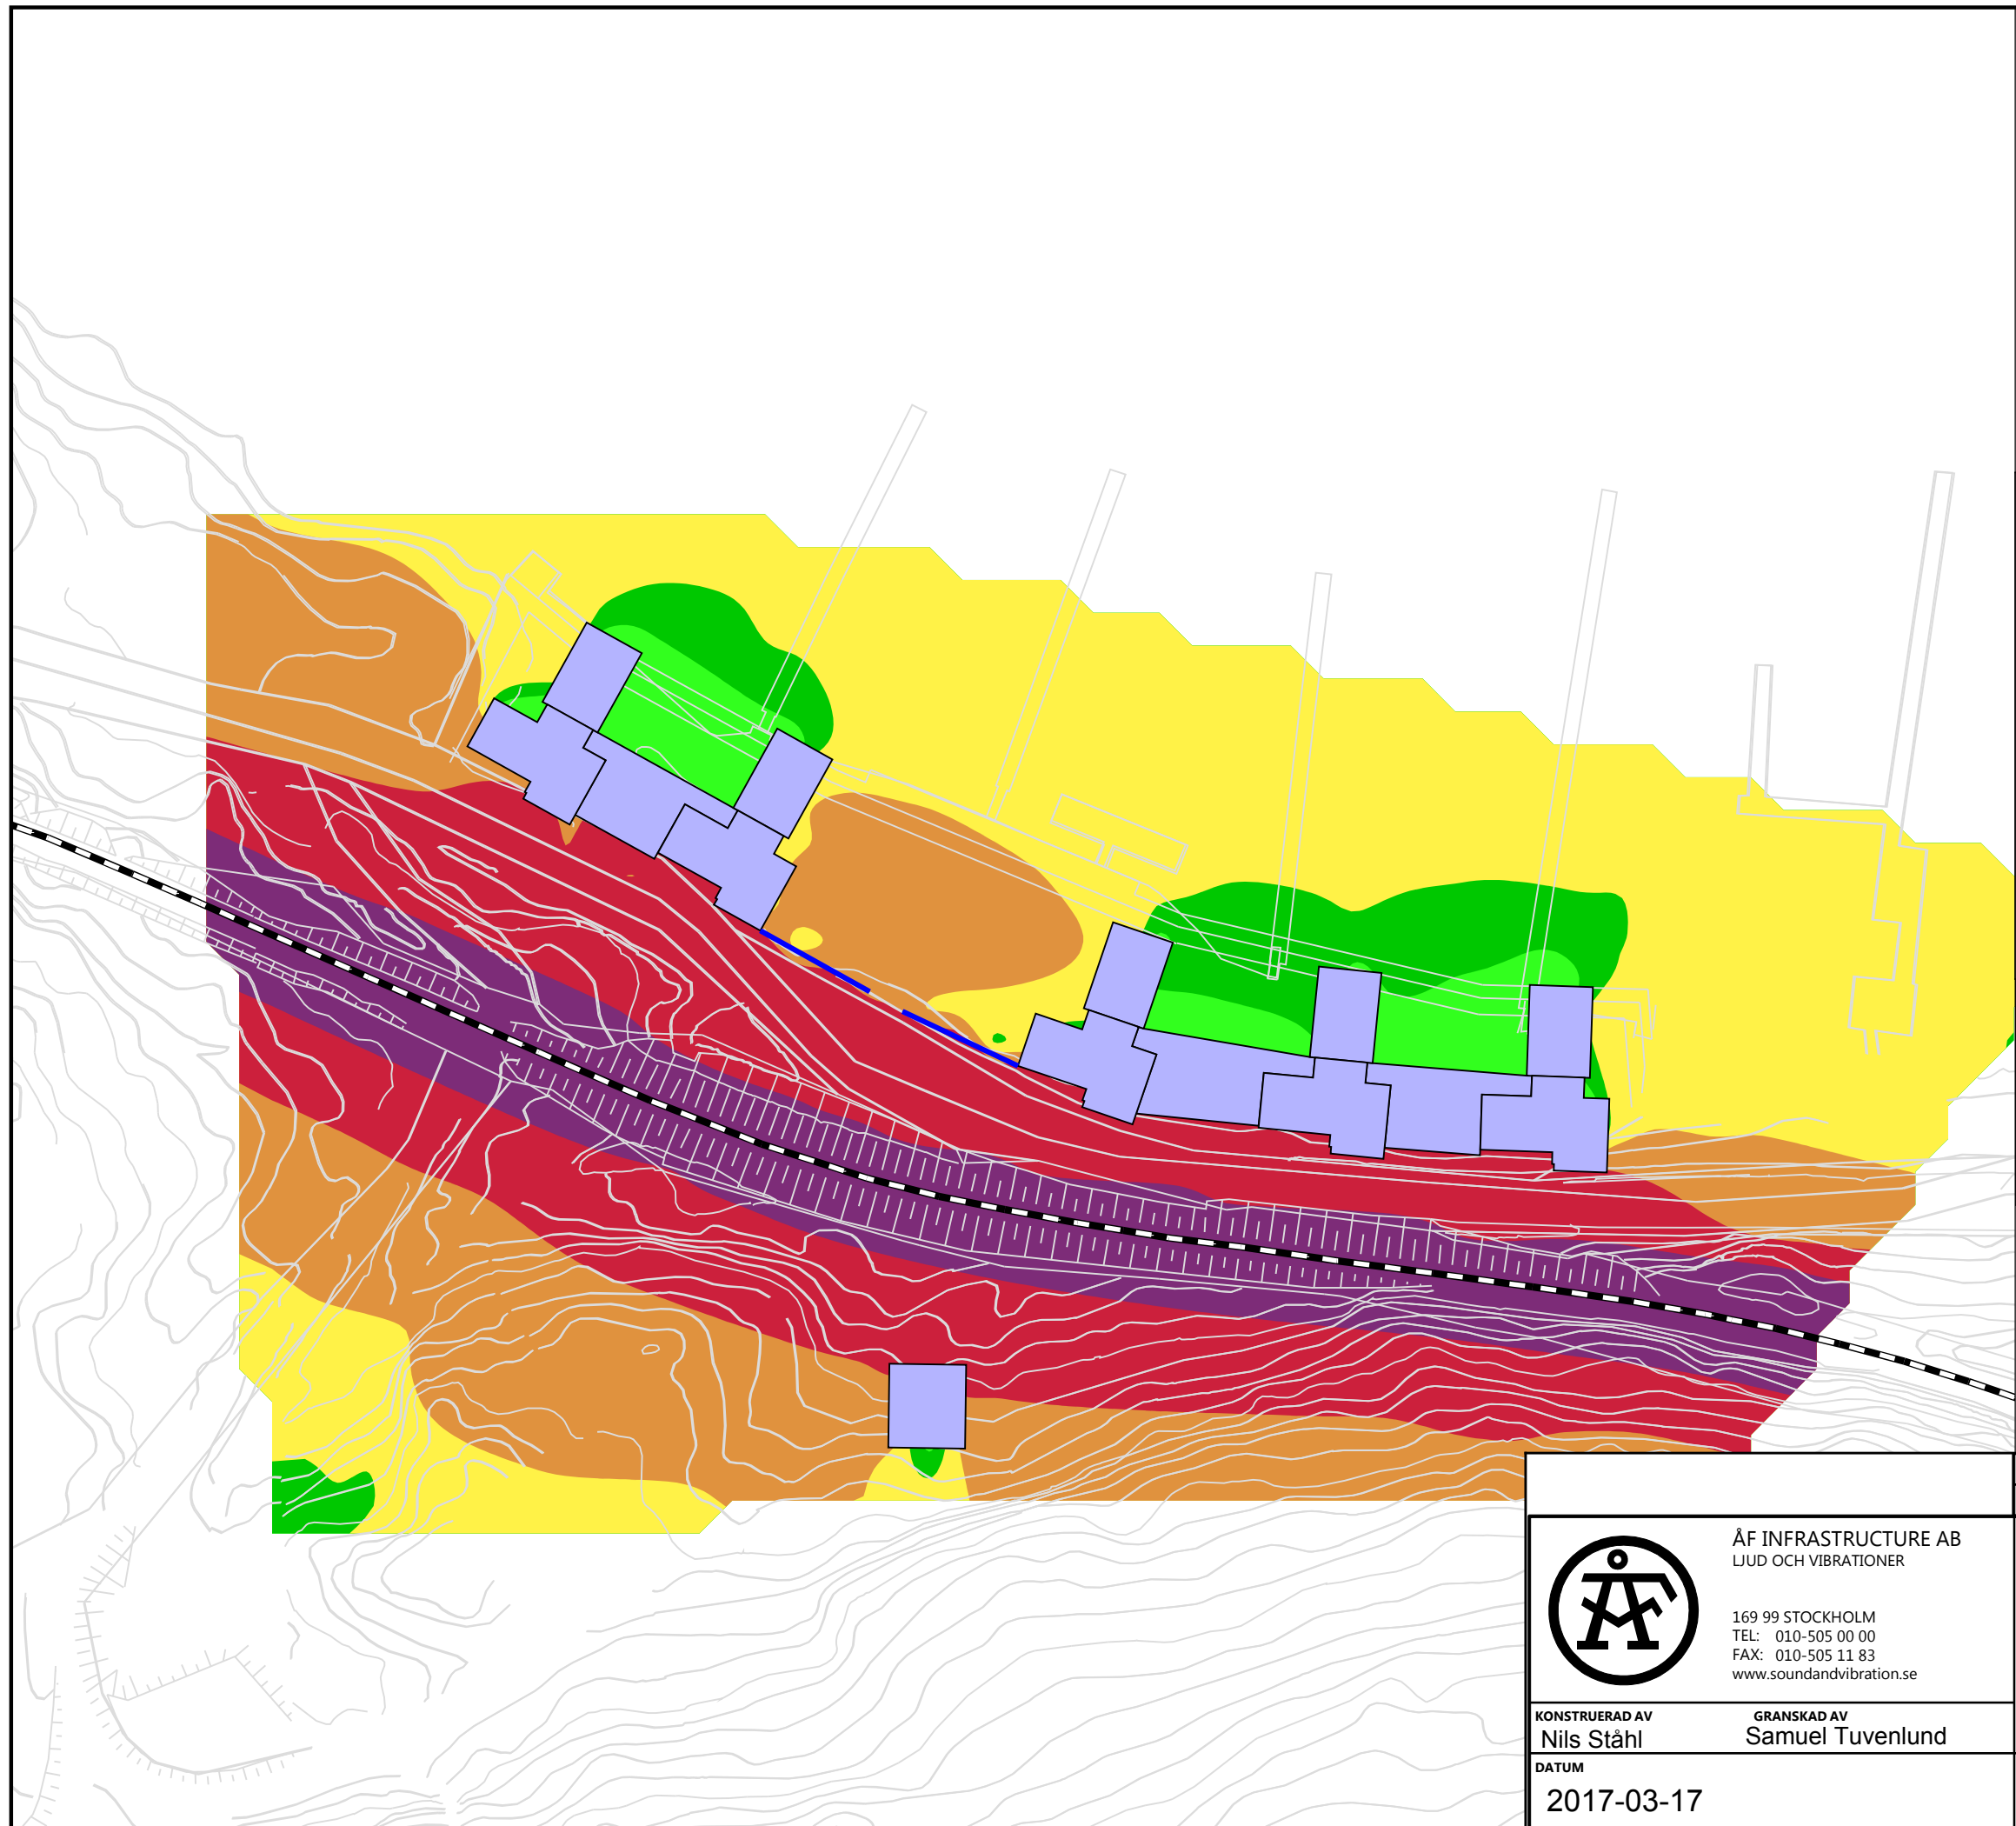 ÅF INFRASTRUCTURE AB
LJUD OCH VIBRATIONER
169 99 STOCKHOLM
TEL: 010-505 00 00
FAX: 010-505 11 83
www.soundandvibration.se
KONSTRUERAD AV GRANSKAD AV
Nils Ståhl Samuel Tuvenlund
DATUM
2017-03-17